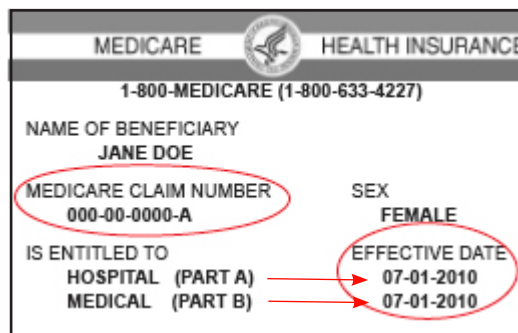 MEDICARE HEALTH INSURANCE
1-800-MEDICARE (1-800-633-4227)
NAME OF BENEFICIARY
JANE DOE
MEDICARE CLAIM NUMBER SEX
000-00-0000-A FEMALE
IS ENTITLED TO EFFECTIVE DATE
HOSPITAL (PART A) 07-01-2010
MEDICAL (PART B) 07-01-2010